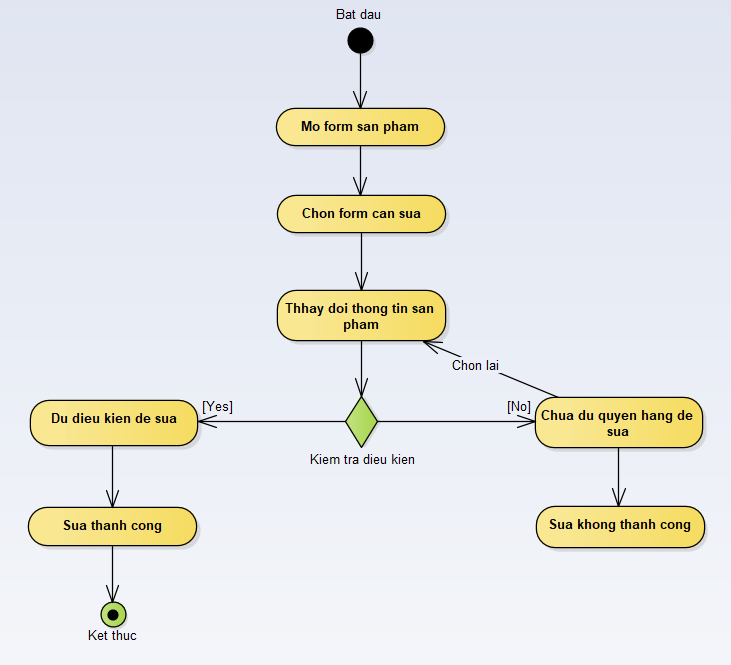 Bat dau
Mo form san pham
Chon form can sua
Thhay doi thong tin san
pham
Chon lai
[Yes]
[No]
Du dieu kien de sua
Chua du quyen hang de
sua
Kiem tra dieu kien
Sua thanh cong
Sua khong thanh cong
Ket thuc